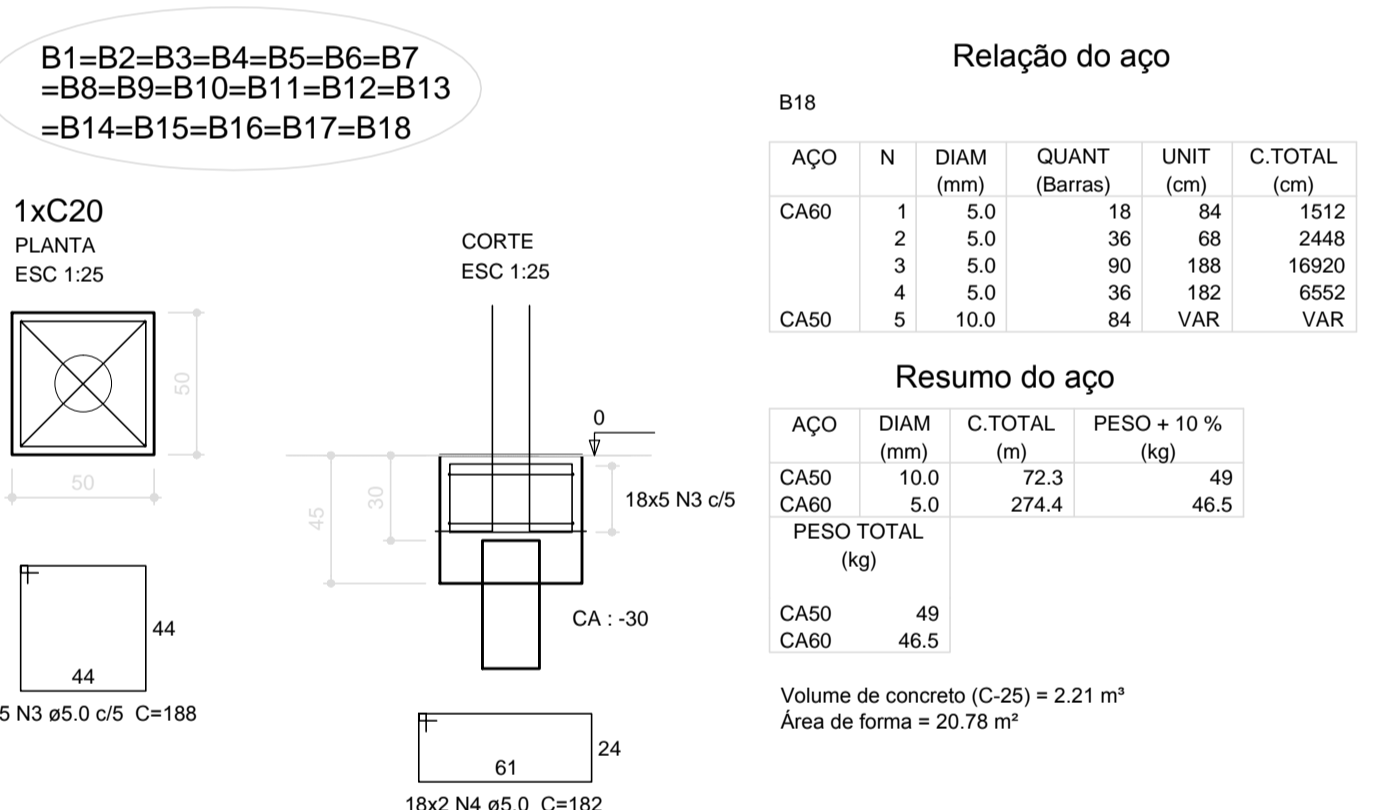 B1=B2=B3=B4=B5=B6=B7
=B8=B9=B10=B11=B12=B13
=B14=B15=B16=B17=B18
1xC20
PLANTA
ESC 1:25
50
50
44
44
5 N3 ø5.0 c/5 C=188
CORTE
ESC 1:25
0
45
30
18x5 N3 c/5
CA : -30
24
61
18x2 N4 ø5.0 C=182
Relação do aço
B18
AÇO N DIAM QUANT UNIT C.TOTAL
(mm) (Barras) (cm) (cm)
CA60 1 5.0 18 84 1512
2 5.0 36 68 2448
3 5.0 90 188 16920
4 5.0 36 182 6552
CA50 5 10.0 84 VAR VAR
Resumo do aço
AÇO DIAM C.TOTAL PESO + 10 %
(mm) (m) (kg)
CA50 10.0 72.3 49
CA60 5.0 274.4 46.5
PESO TOTAL
(kg)
CA50 49
CA60 46.5
Volume de concreto (C-25) = 2.21 m³
Área de forma = 20.78 m²